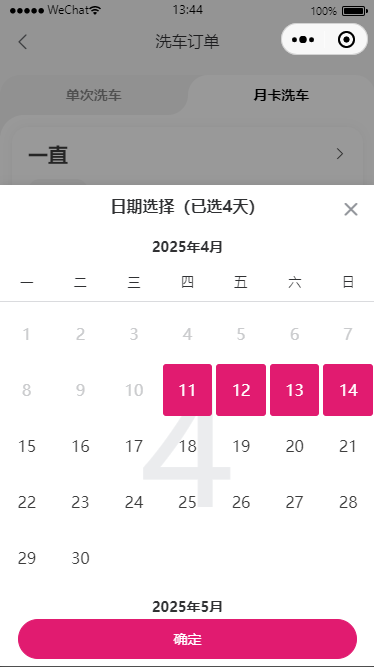 WeChat 13:44 100%
洗车订单
单次洗车 月卡洗车
一直
日期选择（已选4天）
2025年4月
一 二 三 四 五 六 日
1 2 3 4 5 6 7
8 9 10 11 12 13 14
15 16 17 18 19 20 21
22 23 24 25 26 27 28
29 30
4
2025年5月
确定